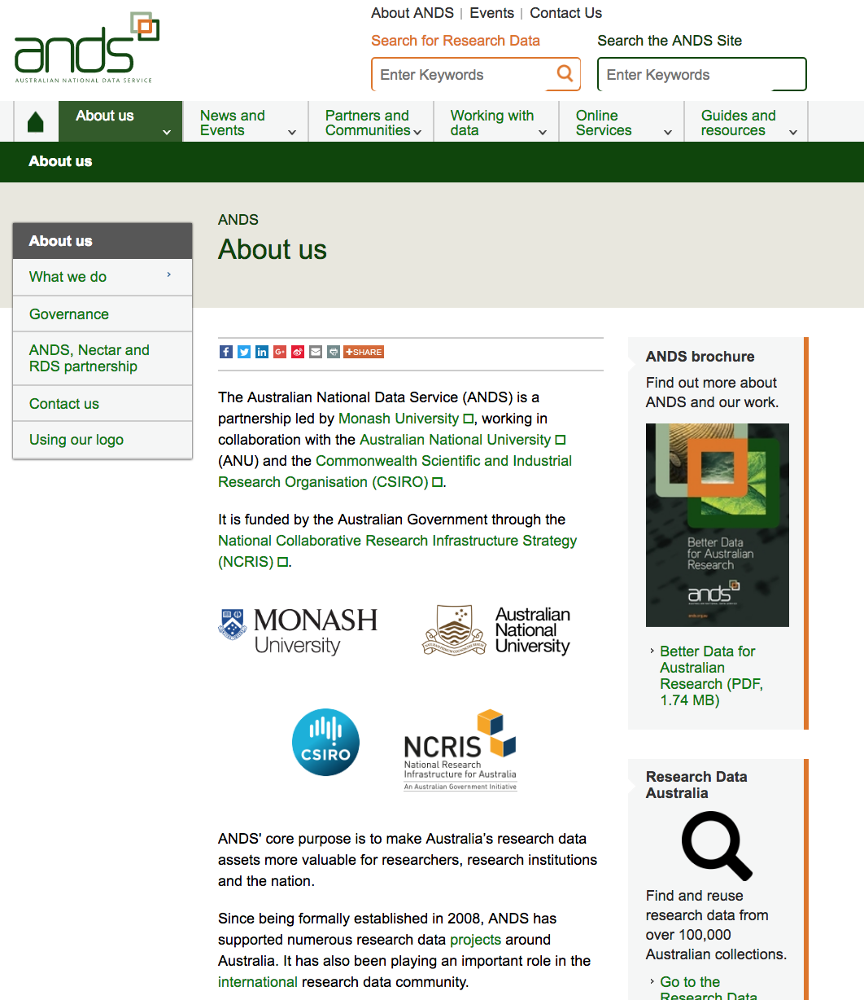 ands
AUSTRALIAN NATIONAL DATA SERVICE
About ANDS | Events | Contact Us
Search for Research Data
Enter Keywords
Search the ANDS Site
Enter Keywords
About us
News and
Events
Partners and
Communities
Working with
data
Online
Services
Guides and
resources
About us
About us
What we do
Governance
ANDS, Nectar and
RDS partnership
Contact us
Using our logo
ANDS
About us
SHARE
The Australian National Data Service (ANDS) is a
partnership led by Monash University, working in
collaboration with the Australian National University
(ANU) and the Commonwealth Scientific and Industrial
Research Organisation (CSIRO).
It is funded by the Australian Government through the
National Collaborative Research Infrastructure Strategy
(NCRIS).
MONASH
University
Australian
National
University
CSIRO
NCRIS
National Research
Infrastructure for Australia
An Australian Government Initiative
ANDS' core purpose is to make Australia’s research data
assets more valuable for researchers, research institutions
and the nation.
Since being formally established in 2008, ANDS has
supported numerous research data projects around
Australia. It has also been playing an important role in the
international research data community.
ANDS brochure
Find out more about
ANDS and our work.
Better Data
for Australian
Research
ands
Better Data for
Australian
Research (PDF,
1.74 MB)
Research Data
Australia
Find and reuse
research data from
over 100,000
Australian collections.
Go to the
Research Data